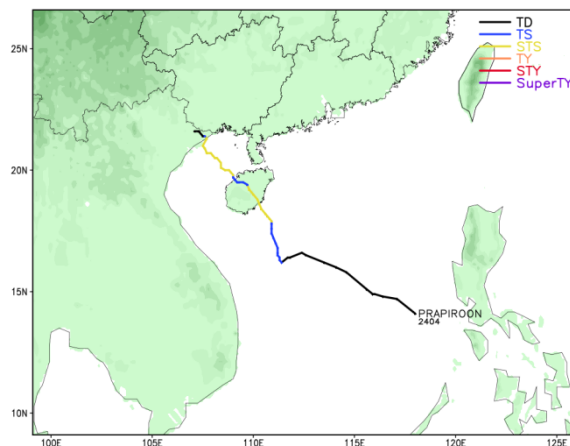 25N
20N
15N
10N
TD
TS
STS
TY
STY
SuperTY
PRAPIROON
2404
100E
105E
110E
115E
120E
125E